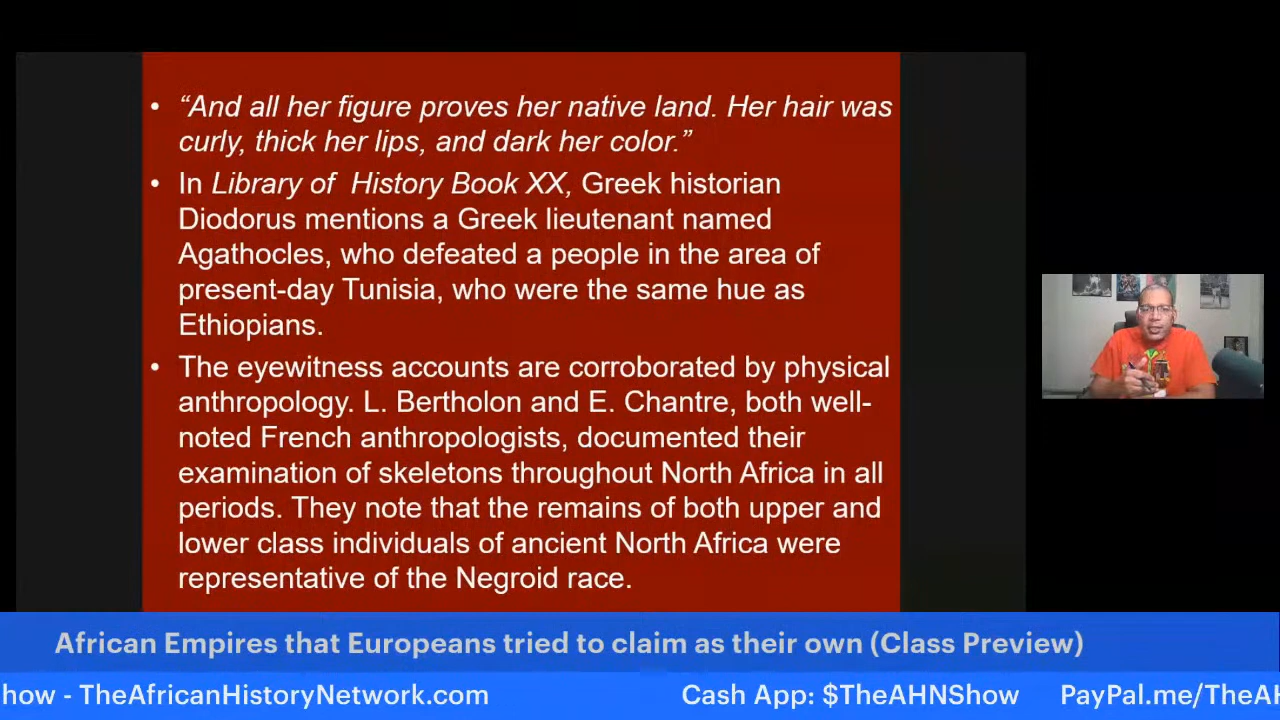 • “And all her figure proves her native land. Her hair was
curly, thick her lips, and dark her color.”
• In Library of History Book XX, Greek historian
Diodorus mentions a Greek lieutenant named
Agathocles, who defeated a people in the area of
present-day Tunisia, who were the same hue as
Ethiopians.
• The eyewitness accounts are corroborated by physical
anthropology. L. Bertholon and E. Chantre, both well-
noted French anthropologists, documented their
examination of skeletons throughout North Africa in all
periods. They note that the remains of both upper and
lower class individuals of ancient North Africa were
representative of the Negroid race.
African Empires that Europeans tried to claim as their own (Class Preview)
how - TheAfricanHistoryNetwork.com Cash App: $TheAHNShow PayPal.me/TheAH